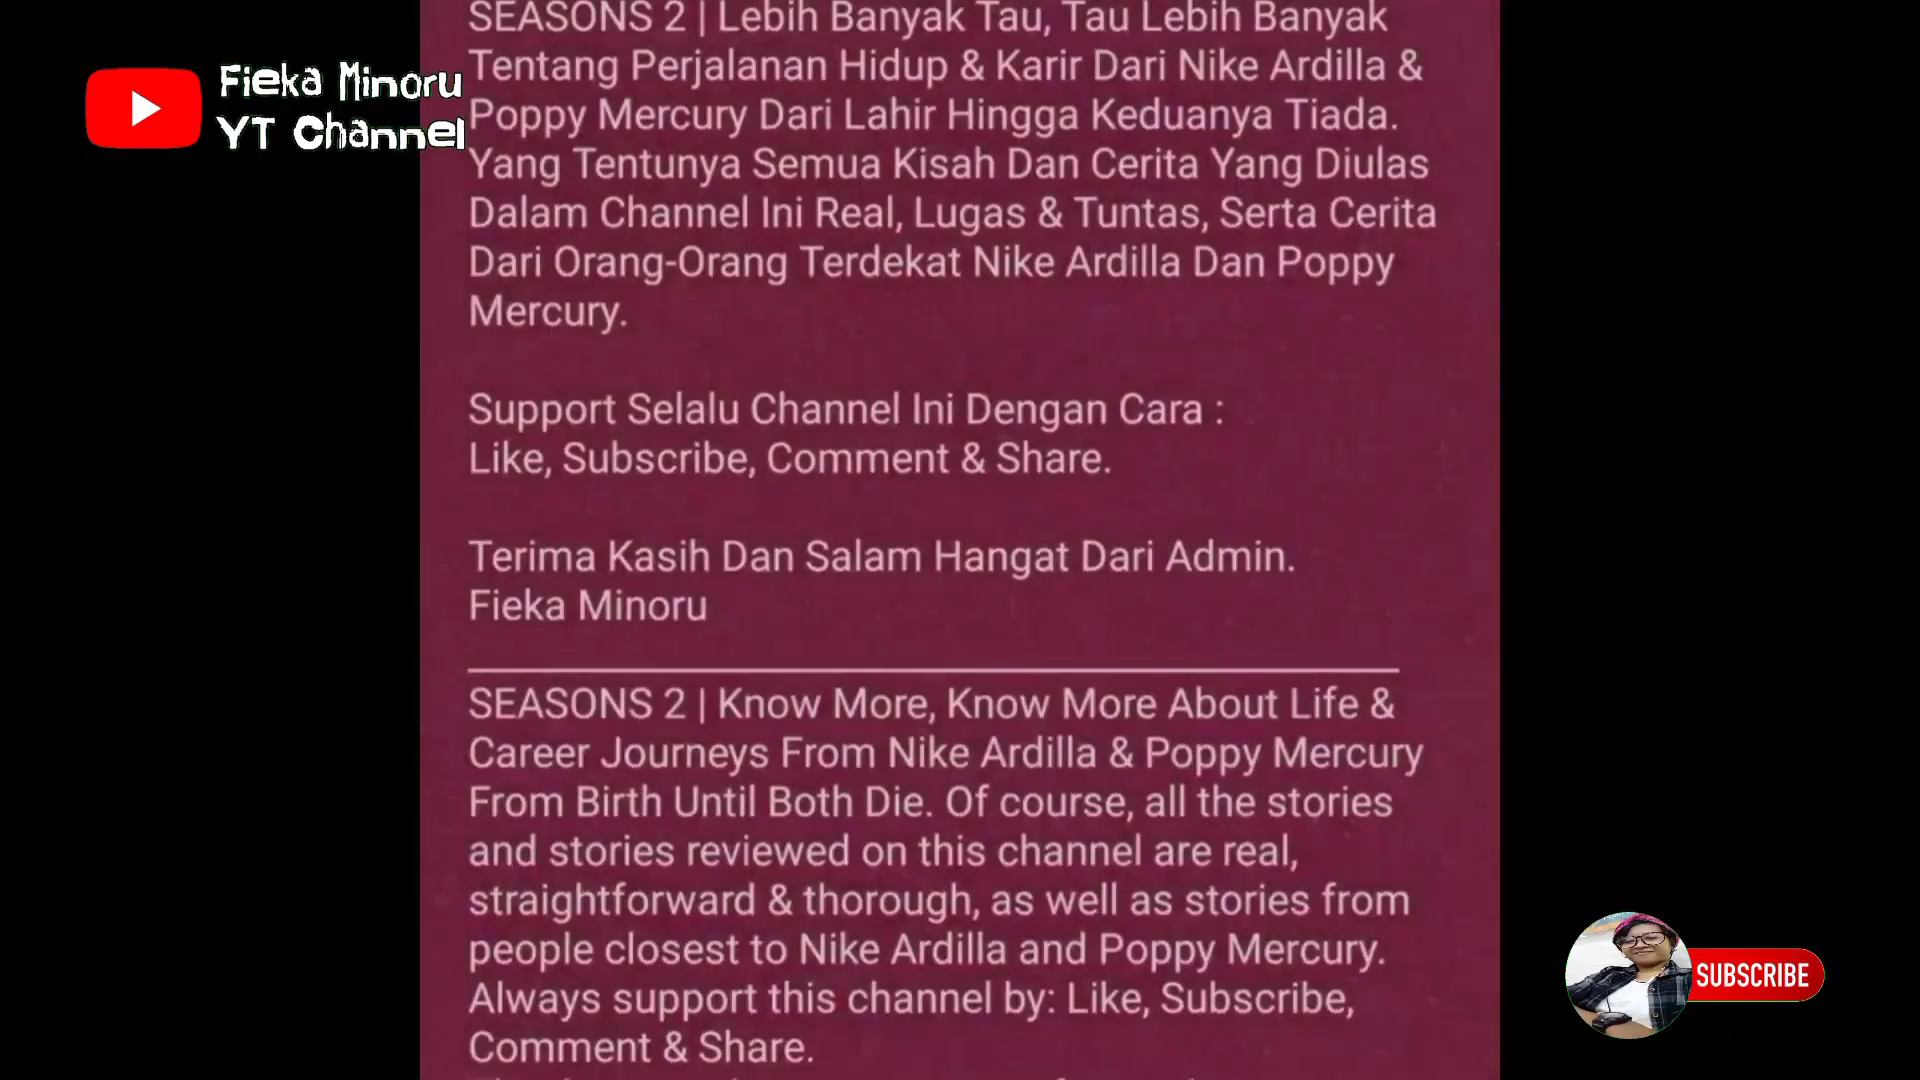 Fieka Minoru
YT Channel
SEASONS 2 | Lebih Banyak Tau, Tau Lebih Banyak
Tentang Perjalanan Hidup & Karir Dari Nike Ardilla &
Poppy Mercury Dari Lahir Hingga Keduanya Tiada.
Yang Tentunya Semua Kisah Dan Cerita Yang Diulas
Dalam Channel Ini Real, Lugas & Tuntas, Serta Cerita
Dari Orang-Orang Terdekat Nike Ardilla Dan Poppy
Mercury.
Support Selalu Channel Ini Dengan Cara :
Like, Subscribe, Comment & Share.
Terima Kasih Dan Salam Hangat Dari Admin.
Fieka Minoru
SEASONS 2 | Know More, Know More About Life &
Career Journeys From Nike Ardilla & Poppy Mercury
From Birth Until Both Die. Of course, all the stories
and stories reviewed on this channel are real,
straightforward & thorough, as well as stories from
people closest to Nike Ardilla and Poppy Mercury.
Always support this channel by: Like, Subscribe,
Comment & Share.
SUBSCRIBE